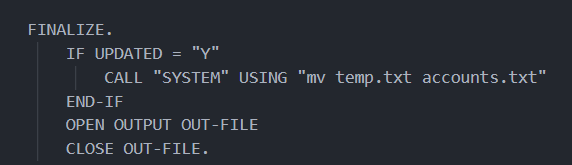 FINALIZE.
IF UPDATED = "Y"
CALL "SYSTEM" USING "mv temp.txt accounts.txt"
END-IF
OPEN OUTPUT OUT-FILE
CLOSE OUT-FILE.